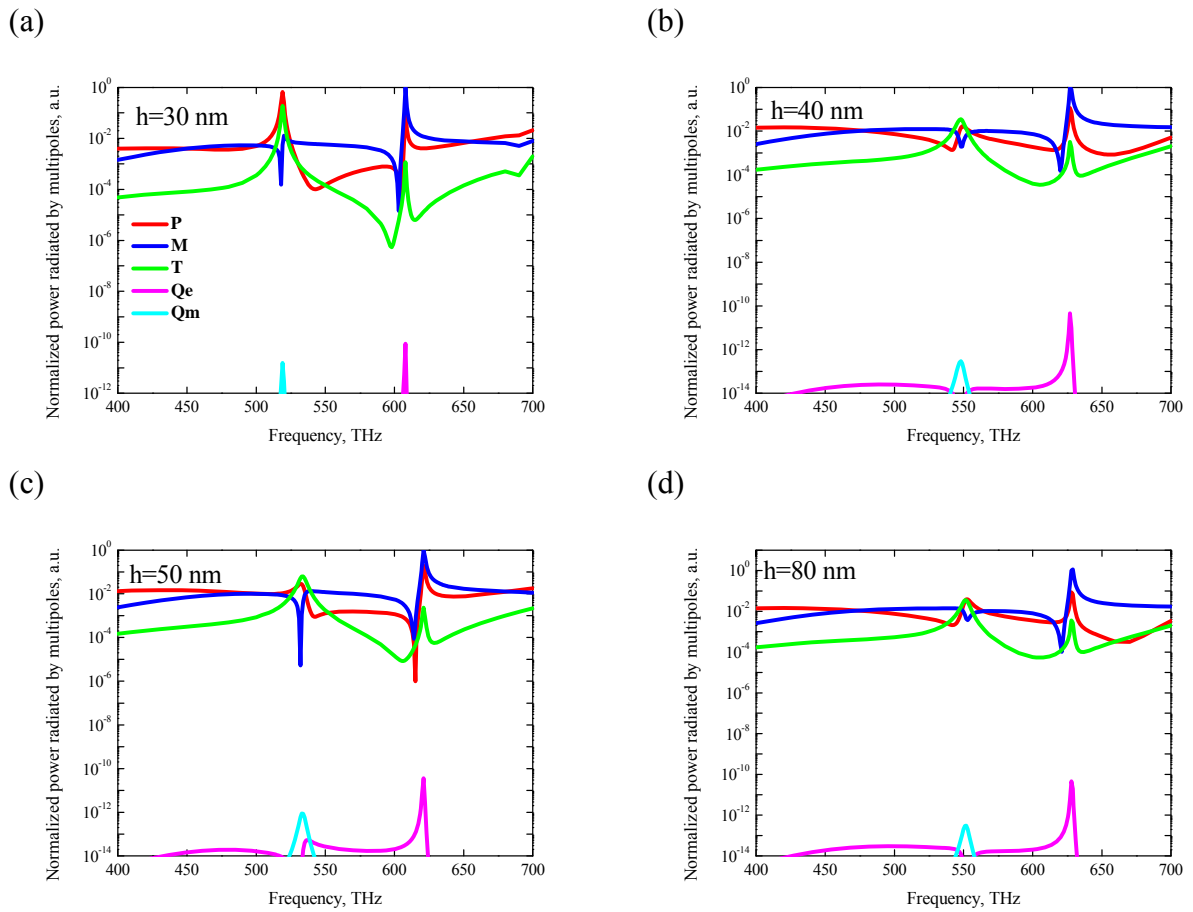 (a)
h=30 nm
Normalized power radiated by multipoles, a.u.
10^0
10^-2
10^-4
10^-6
10^-8
10^-10
10^-12
P
M
T
Qe
Qm
400 450 500 550 600 650 700
Frequency, THz
(b)
h=40 nm
Normalized power radiated by multipoles, a.u.
10^0
10^-2
10^-4
10^-6
10^-8
10^-10
10^-12
10^-14
400 450 500 550 600 650 700
Frequency, THz
(c)
h=50 nm
Normalized power radiated by multipoles, a.u.
10^0
10^-2
10^-4
10^-6
10^-8
10^-10
10^-12
10^-14
400 450 500 550 600 650 700
Frequency, THz
(d)
h=80 nm
Normalized power radiated by multipoles, a.u.
10^0
10^-2
10^-4
10^-6
10^-8
10^-10
10^-12
10^-14
400 450 500 550 600 650 700
Frequency, THz